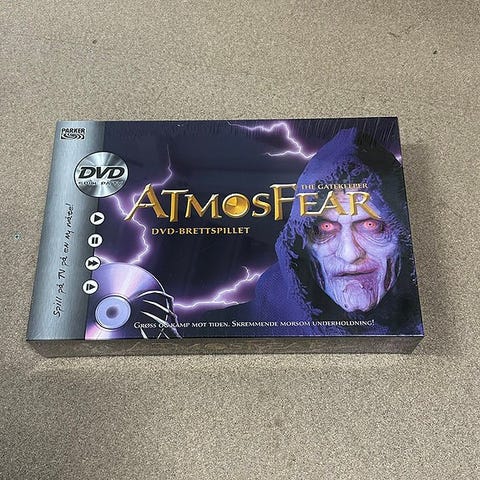 PARKER
DVD
THE GATEKEEPER
ATMOSFEAR
DVD-BRETTSPILLET
Spill på TV på en ny måte!
GRØSS OG KAMP MOT TIDEN. SKREMMENDE MORSOM UNDERHOLDNING!